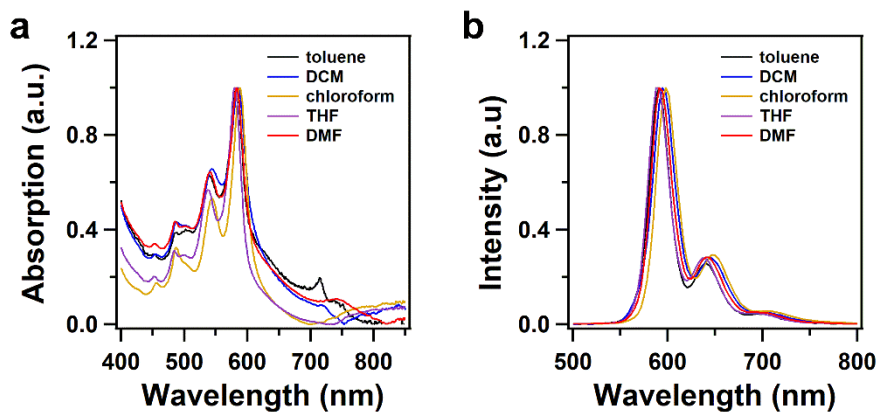 a
1.2
0.8
0.4
0.0
Absorption (a.u.)
toluene
DCM
chloroform
THF
DMF
400 500 600 700 800
Wavelength (nm)
b
1.2
0.8
0.4
0.0
Intensity (a.u)
toluene
DCM
chloroform
THF
DMF
500 600 700 800
Wavelength (nm)